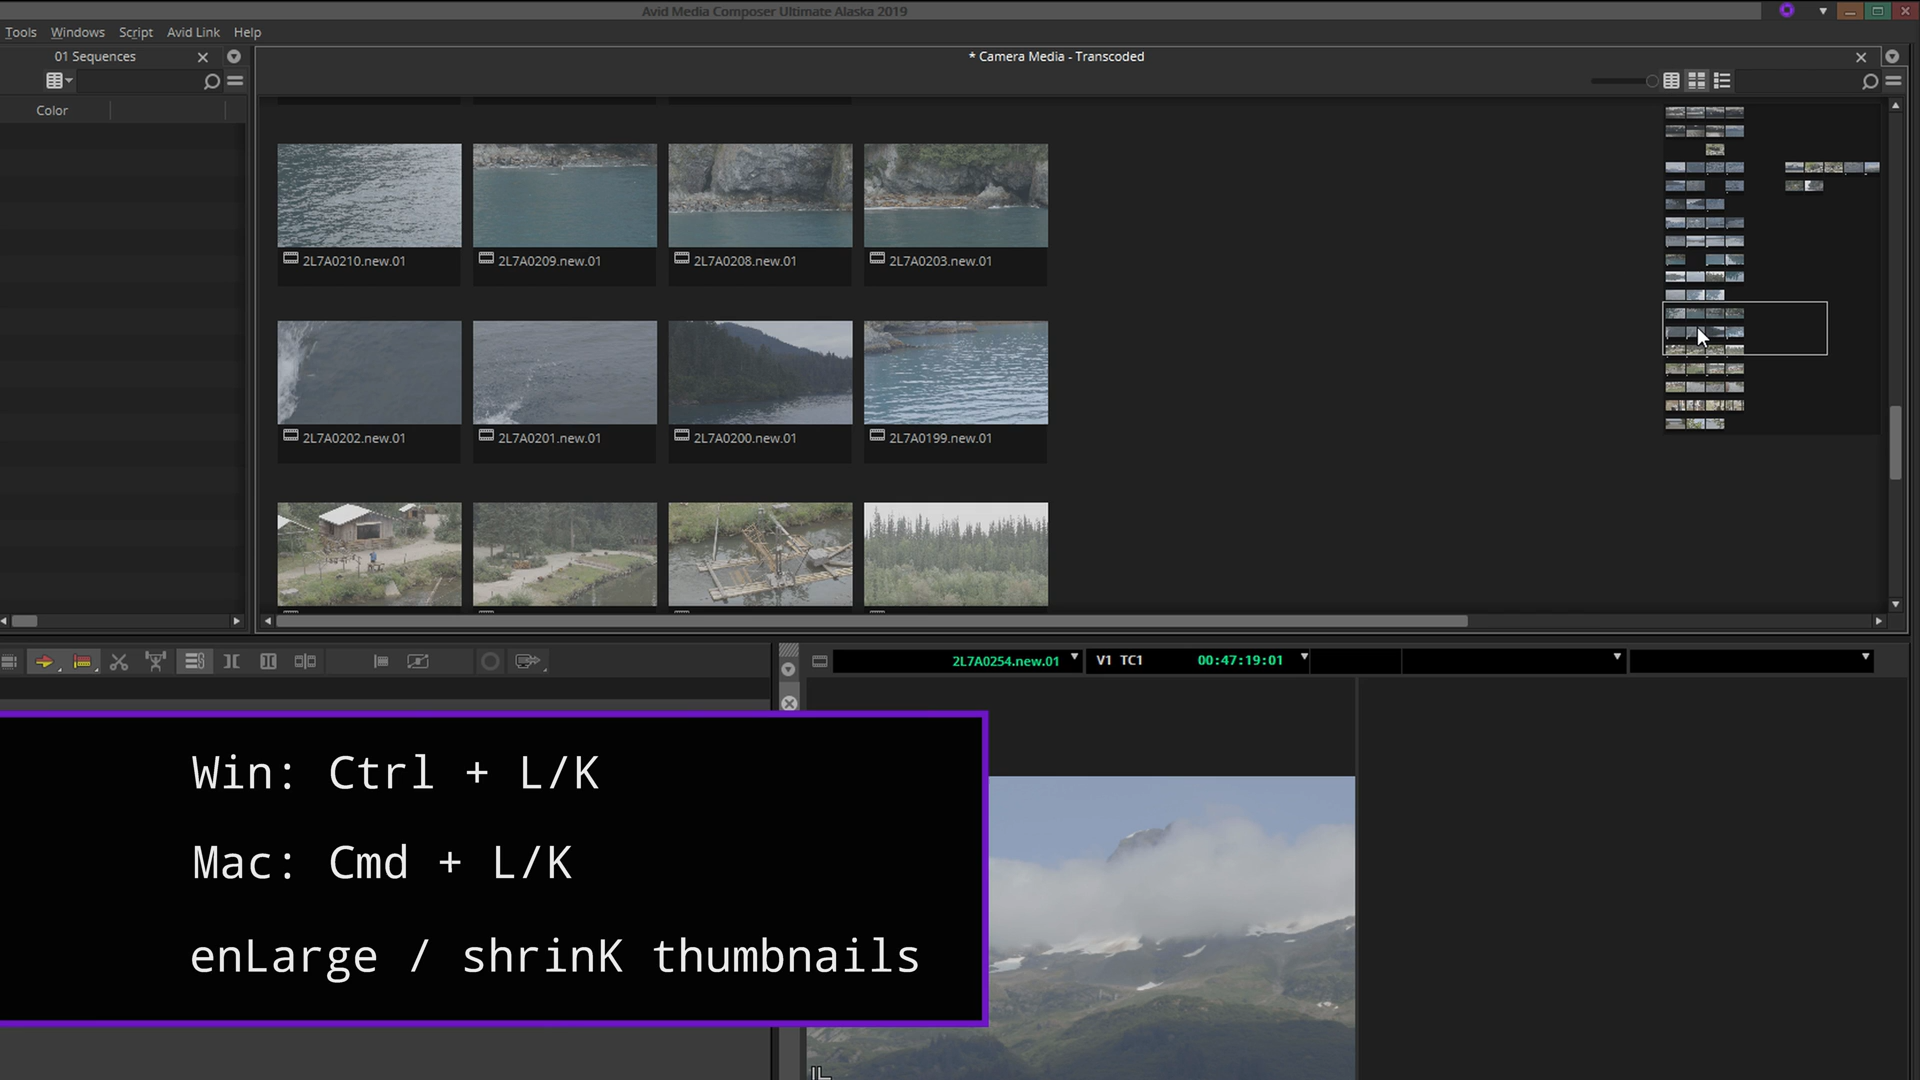 Avid Media Composer Ultimate Alaska 2019
Tools Windows Script Avid Link Help
01 Sequences
* Camera Media - Transcoded
Color
2L7A0210.new.01 2L7A0209.new.01 2L7A0208.new.01 2L7A0203.new.01
2L7A0202.new.01 2L7A0201.new.01 2L7A0200.new.01 2L7A0199.new.01
2L7A0254.new.01 V1 TC1 00:47:19:01
Win: Ctrl + L/K
Mac: Cmd + L/K
enLarge / shrinK thumbnails